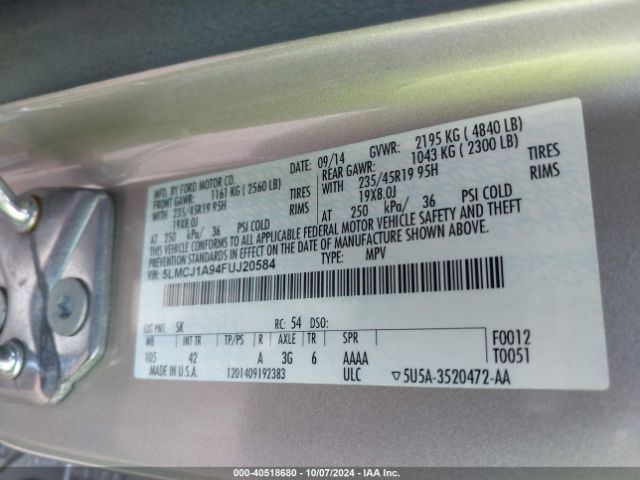 MFD. BY FORD MOTOR CO.
DATE: 09/14 GVWR: 2195 KG ( 4840 LB)
FRONT GAWR: 1161 KG (2560 LB)
REAR GAWR: 1043 KG ( 2300 LB)
WITH 235/45R19 95H TIRES
WITH 235/45R19 95H TIRES
19X8.0J RIMS
19X8.0J RIMS
AT 250 kPa/ 36 PSI COLD
AT 250 kPa/ 36 PSI COLD
THIS VEHICLE CONFORMS TO ALL APPLICABLE FEDERAL MOTOR VEHICLE SAFETY AND THEFT
PREVENTION STANDARDS IN EFFECT ON THE DATE OF MANUFACTURE SHOWN ABOVE.
VIN: 5LMCJ1A94FUJ20584 TYPE: MPV
EXT PNT: SK RC: 54 DSO:
INT TR TP/PS R AXLE TR SPR F0012
105 42 A 3G 6 AAAA T0051
MADE IN U.S.A. 1201409192383 ULC ▽5U5A-3520472-AA
000-40518680 | 10/07/2024 | IAA Inc.